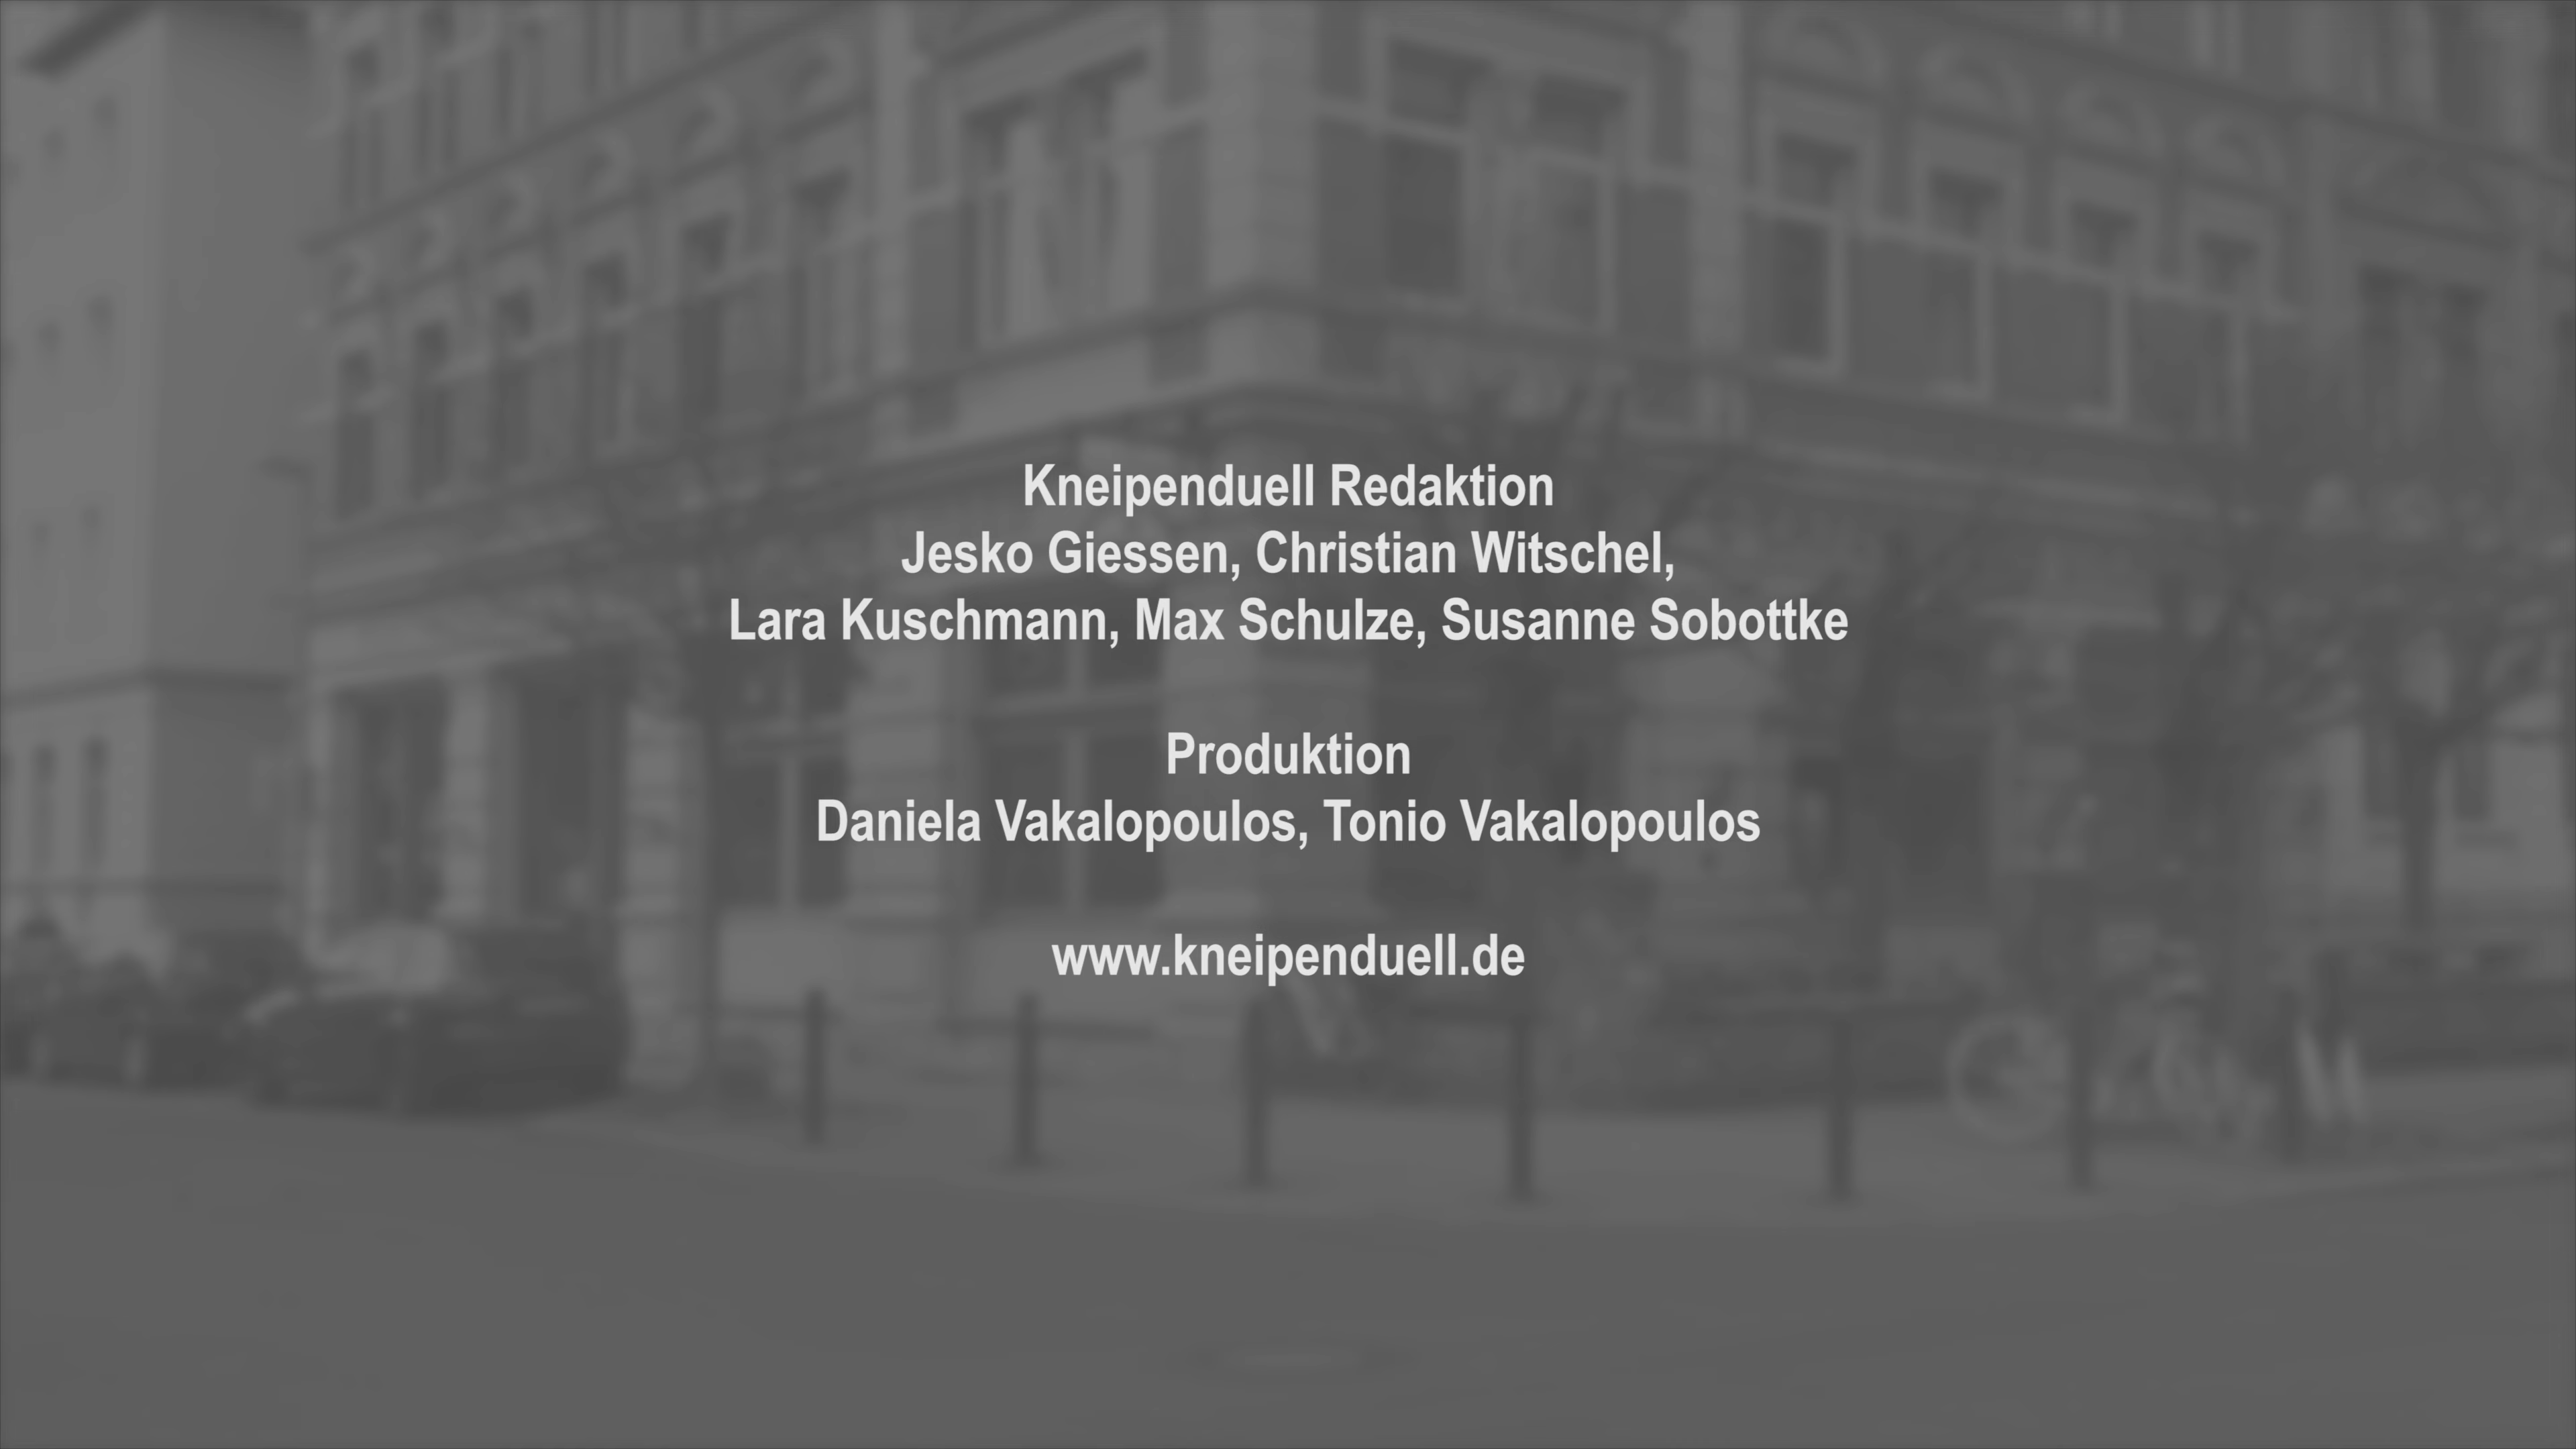 Kneipenduell Redaktion
Jesko Giessen, Christian Witschel,
Lara Kuschmann, Max Schulze, Susanne Sobottke
Produktion
Daniela Vakalopoulos, Tonio Vakalopoulos
www.kneipenduell.de